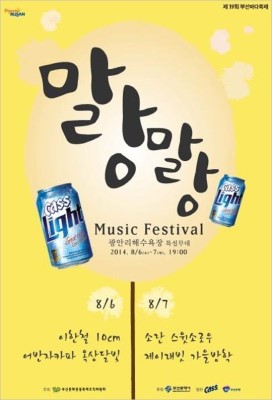 제 19회 부산바다축제
말랑말랑
Cass
Light
Cass
Light
Music Festival
광안리해수욕장 특설무대
2014. 8/6(수)~7(목), 19:00
8/6
이한철 10cm
어반자카파 옥상달빛
8/7
소란 스윗소로우
제이레빗 가을방학
Cass